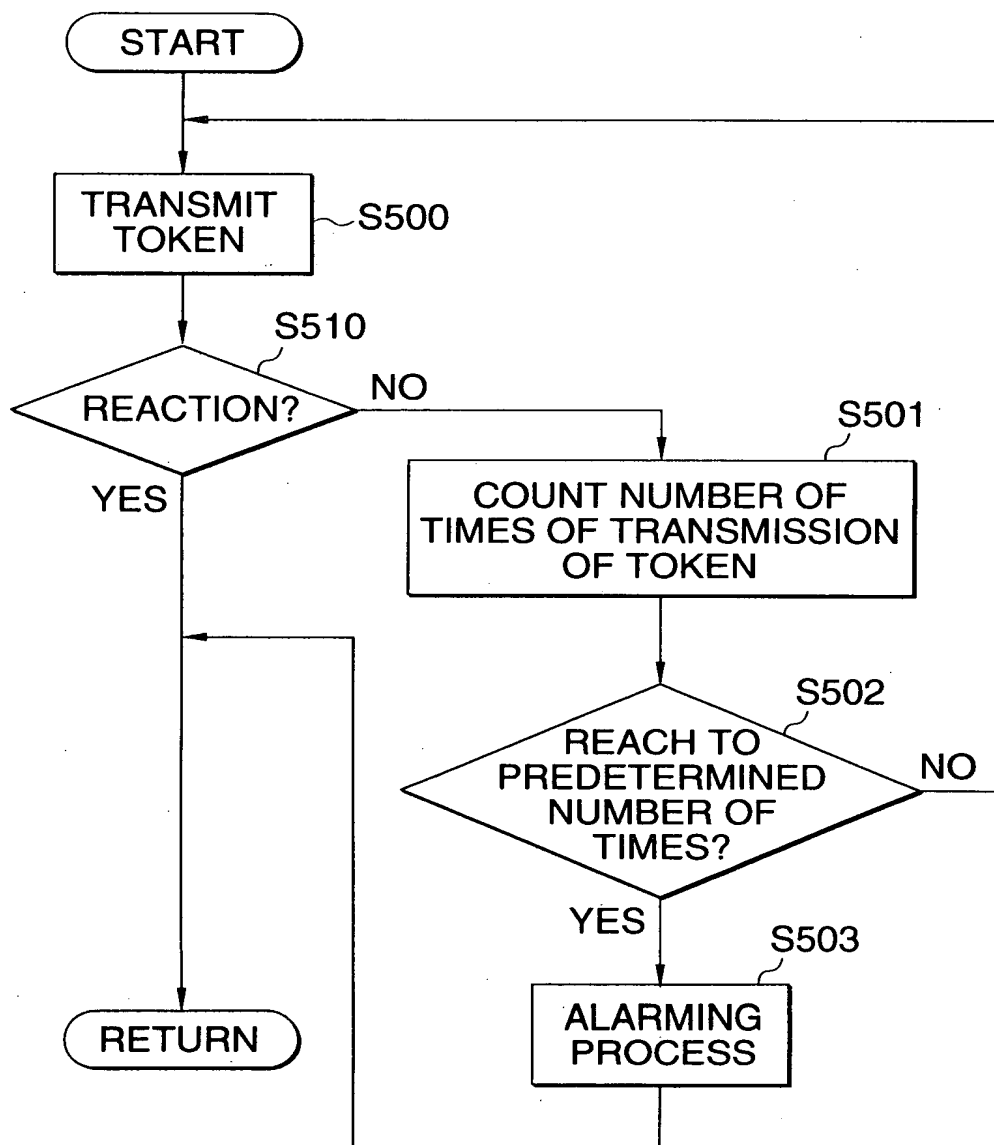 START
TRANSMIT
TOKEN
S500
S510
REACTION?
NO
YES
S501
COUNT NUMBER OF
TIMES OF TRANSMISSION
OF TOKEN
S502
REACH TO
PREDETERMINED
NUMBER OF
TIMES?
NO
YES
S503
ALARMING
PROCESS
RETURN